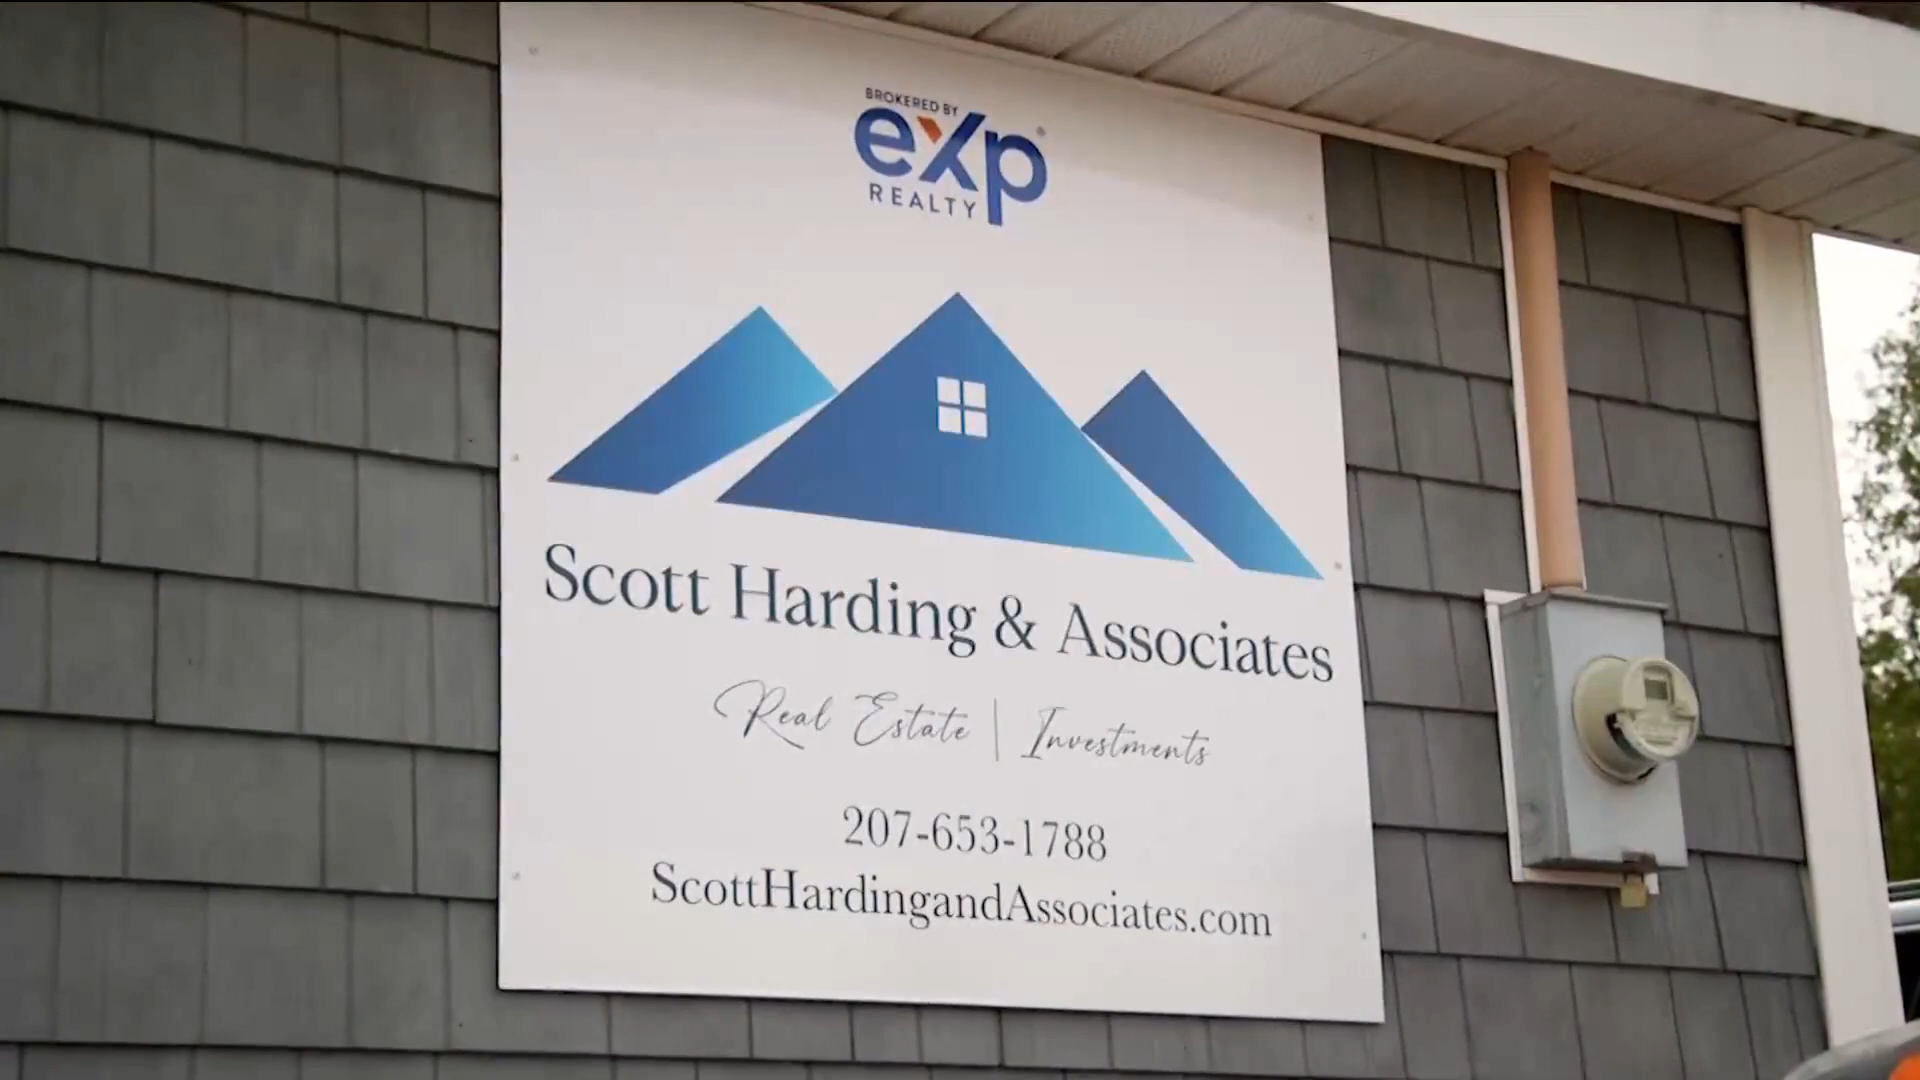 BROKERED BY
eXp®
REALTY
Scott Harding & Associates
Real Estate | Investments
207-653-1788
ScottHardingandAssociates.com